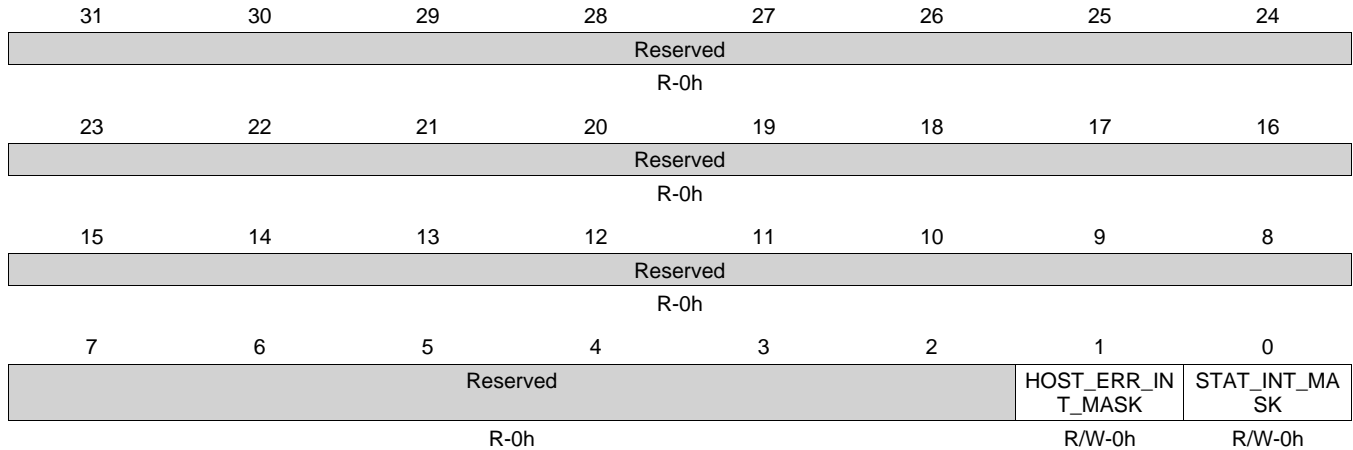 31 30 29 28 27 26 25 24
Reserved
R-0h
23 22 21 20 19 18 17 16
Reserved
R-0h
15 14 13 12 11 10 9 8
Reserved
R-0h
7 6 5 4 3 2 1 0
Reserved HOST_ERR_IN STAT_INT_MA
T_MASK SK
R-0h R/W-0h R/W-0h